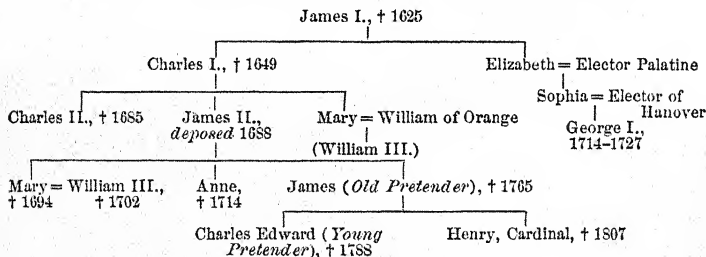 James I., † 1625
Charles I., † 1649 Elizabeth = Elector Palatine
Sophia = Elector of
Hanover
Charles II., † 1685 James II., Mary = William of Orange
deposed 1688
George I.,
1714–1727
(William III.)
Mary = William III., Anne, James (Old Pretender), † 1765
† 1694 † 1702 † 1714
Charles Edward (Young Henry, Cardinal, † 1807
Pretender), † 1788